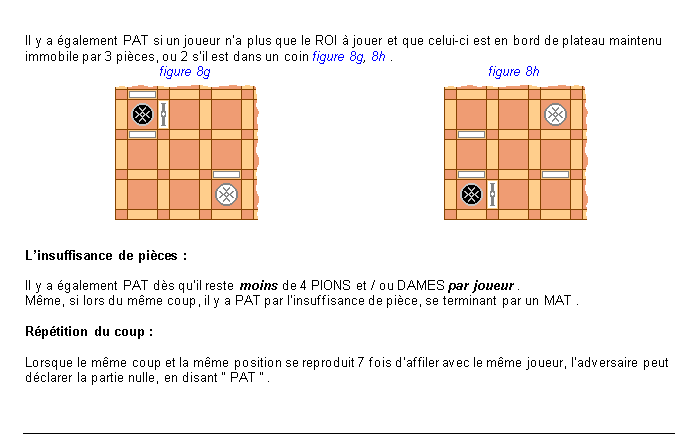 Il y a également PAT si un joueur n'a plus que le ROI à jouer et que celui-ci est en bord de plateau maintenu
immobile par 3 pièces, ou 2 s'il est dans un coin figure 8g, 8h .
figure 8g
figure 8h
L'insuffisance de pièces :
Il y a également PAT dès qu'il reste moins de 4 PIONS et / ou DAMES par joueur .
Même, si lors du même coup, il y a PAT par l'insuffisance de pièce, se terminant par un MAT .
Répétition du coup :
Lorsque le même coup et la même position se reproduit 7 fois d'affiler avec le même joueur, l'adversaire peut
déclarer la partie nulle, en disant " PAT " .